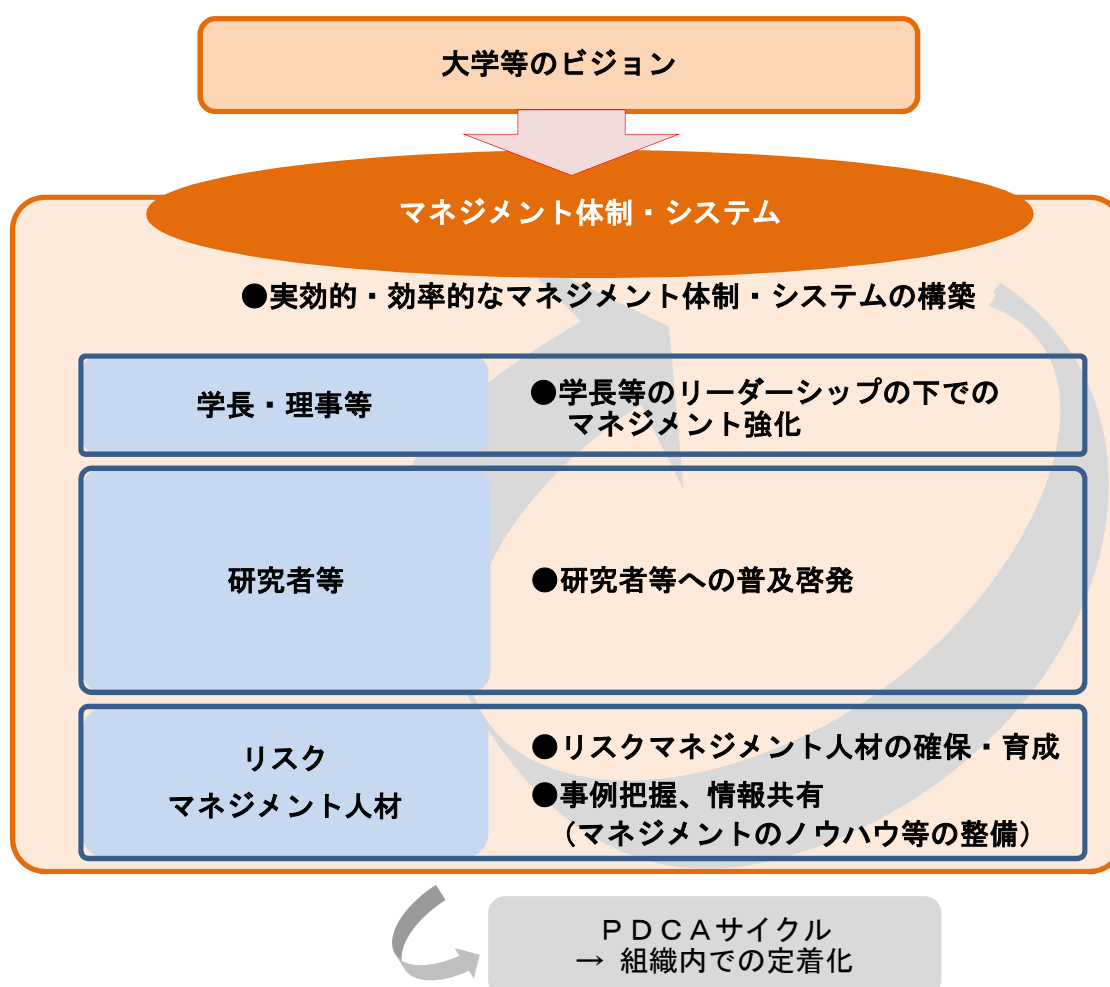 大学等のビジョン
マネジメント体制・システム
●実効的・効率的なマネジメント体制・システムの構築
学長・理事等
●学長等のリーダーシップの下での
マネジメント強化
研究者等
●研究者等への普及啓発
リスク
マネジメント人材
●リスクマネジメント人材の確保・育成
●事例把握、情報共有
（マネジメントのノウハウ等の整備）
ＰＤＣＡサイクル
→ 組織内での定着化